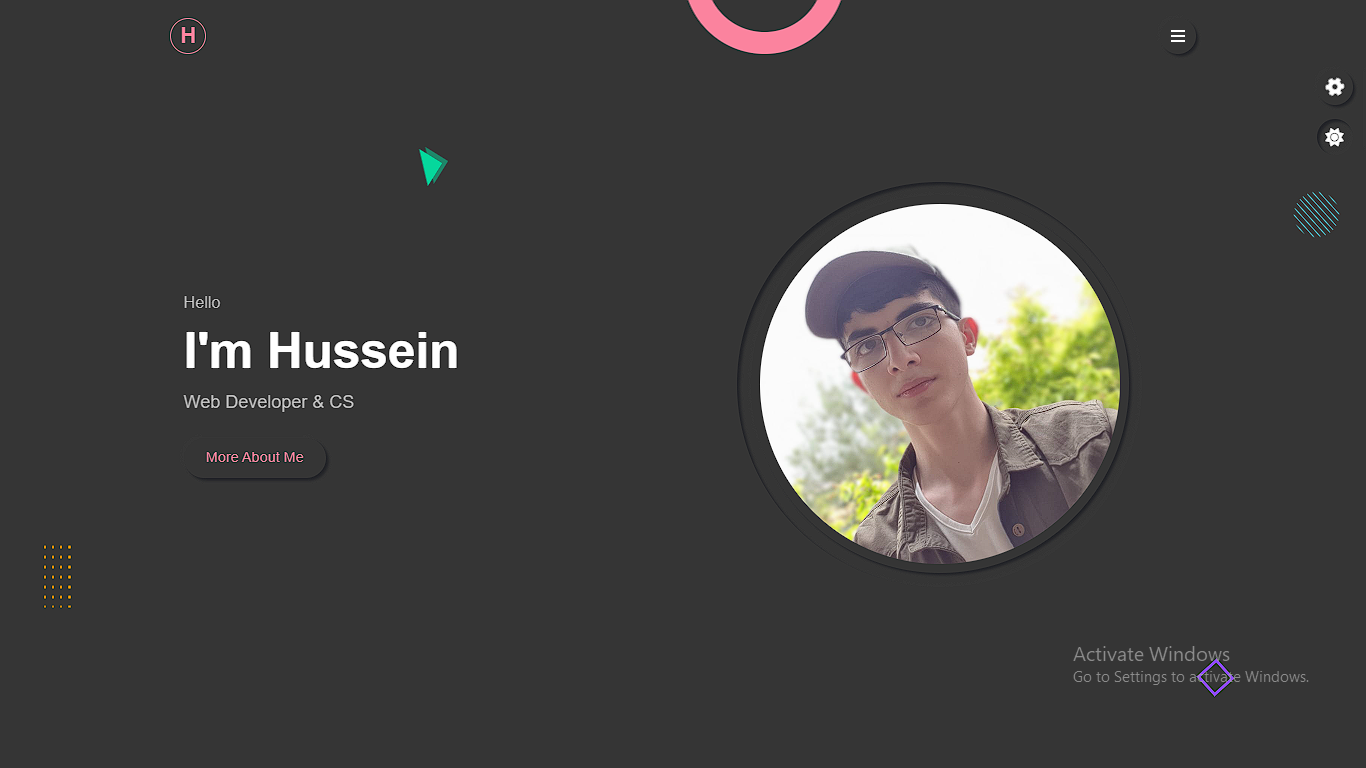 H
Hello
I'm Hussein
Web Developer & CS
More About Me
Activate Windows
Go to Settings to activate Windows.